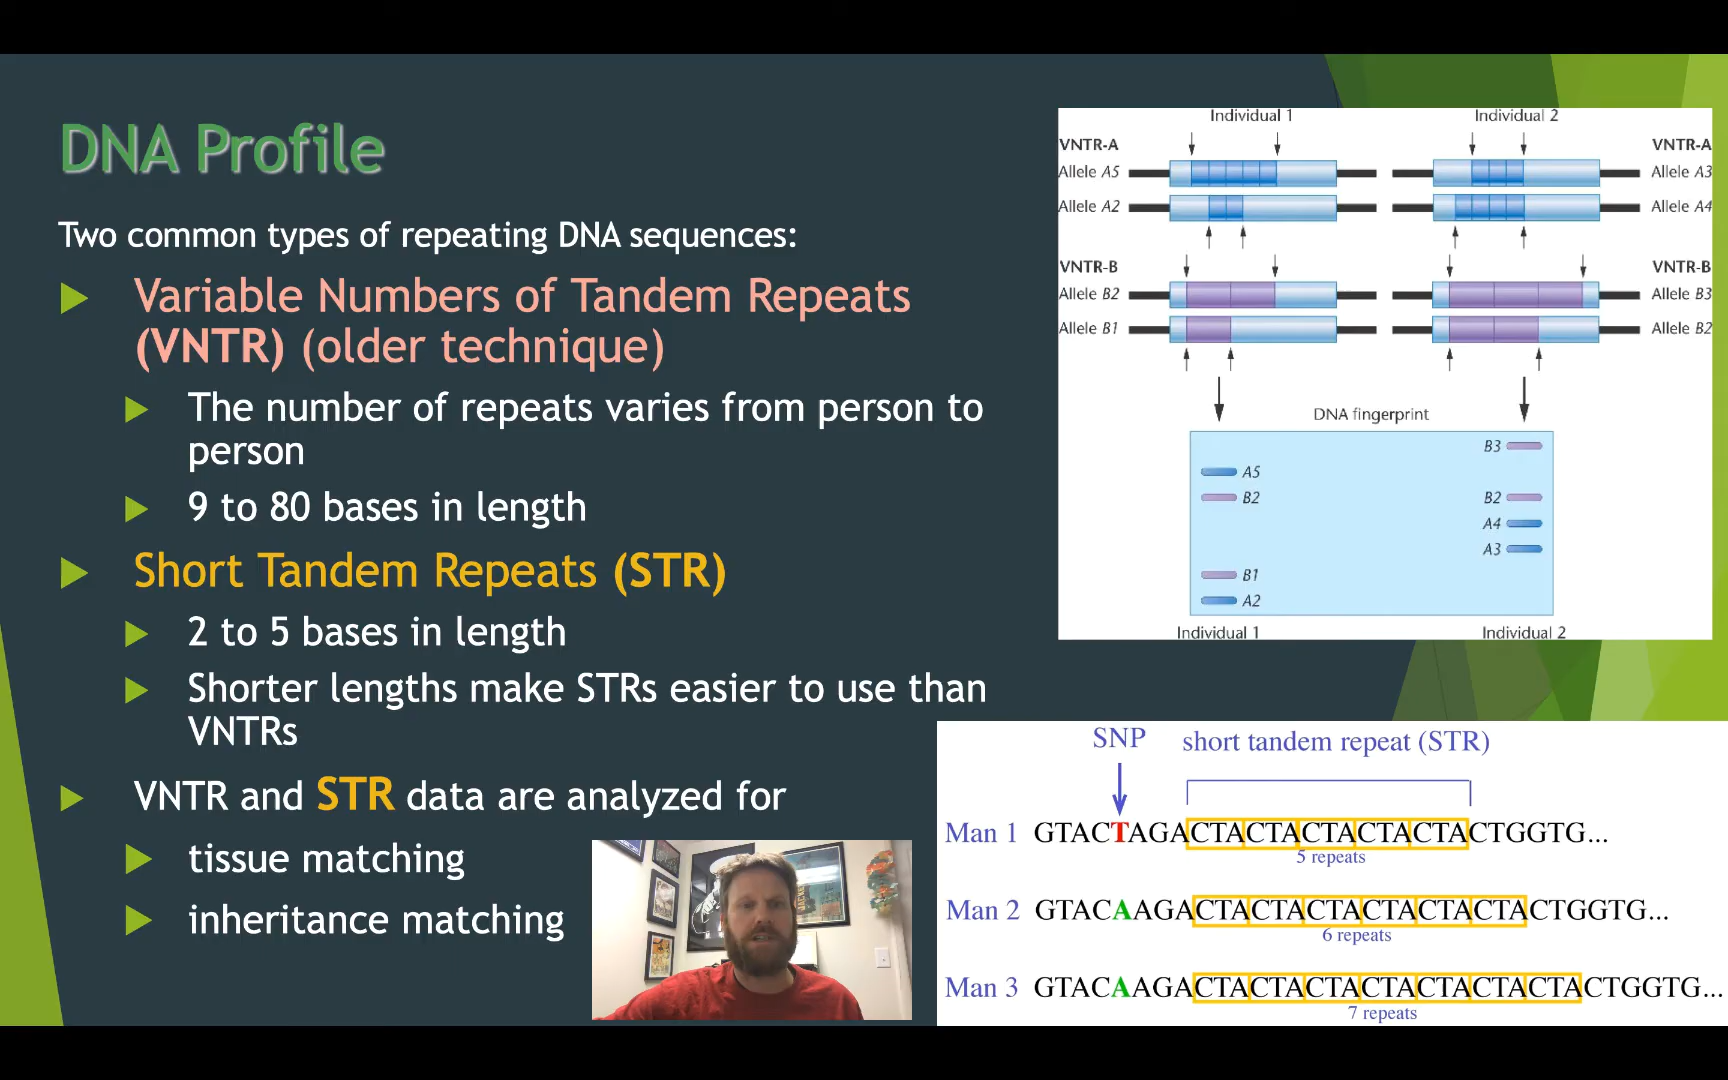 DNA Profile
Two common types of repeating DNA sequences:
Variable Numbers of Tandem Repeats
(VNTR) (older technique)
The number of repeats varies from person to
person
9 to 80 bases in length
Short Tandem Repeats (STR)
2 to 5 bases in length
Shorter lengths make STRs easier to use than
VNTRs
VNTR and STR data are analyzed for
tissue matching
inheritance matching
Individual 1
Individual 2
VNTR-A
VNTR-A
Allele A5
Allele A3
Allele A2
Allele A4
VNTR-B
VNTR-B
Allele B2
Allele B3
Allele B1
Allele B2
DNA fingerprint
B3
A5
B2
B2
A4
A3
B1
A2
Individual 1
Individual 2
SNP
short tandem repeat (STR)
Man 1 GTACTAGACTACTACTACTACTACTGGTG...
5 repeats
Man 2 GTACAAGACTACTACTACTACTACTACTGGTG...
6 repeats
Man 3 GTACAAGACTACTACTACTACTACTACTACTGGTG...
7 repeats